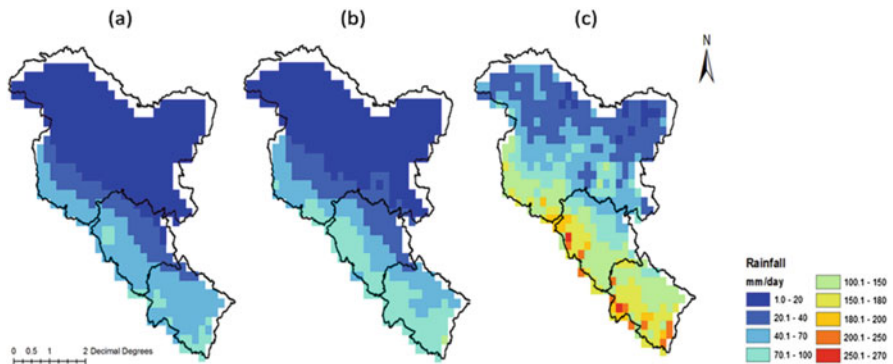 (a)
(b)
(c)
N
Rainfall
mm/day
1.0 - 20
20.1 - 40
40.1 - 70
70.1 - 100
100.1 - 150
150.1 - 180
180.1 - 200
200.1 - 250
250.1 - 270
0 0.5 1 2 Decimal Degrees